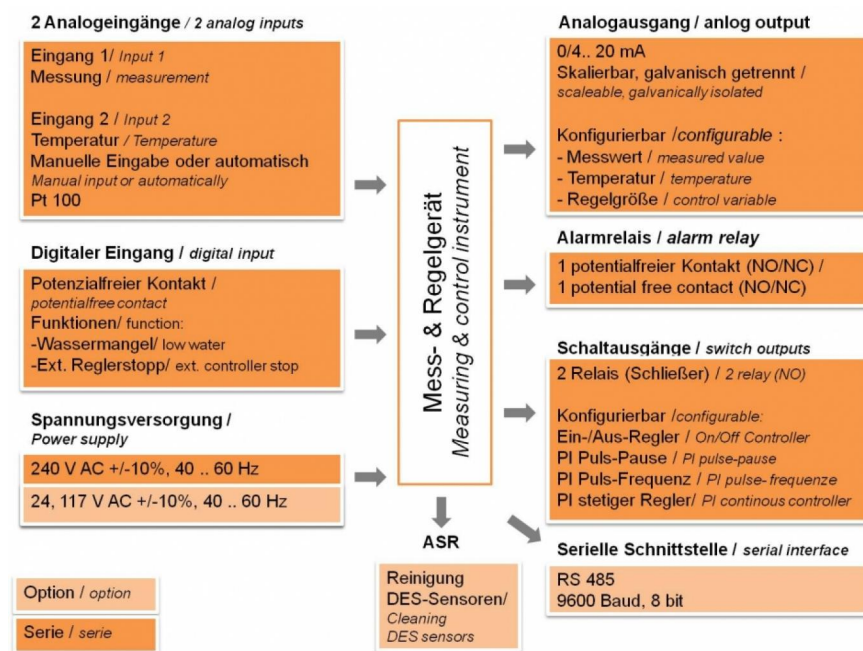 2 Analogeingänge / 2 analog inputs
Eingang 1/ Input 1
Messung / measurement
Eingang 2 / Input 2
Temperatur / Temperature
Manuelle Eingabe oder automatisch
Manual input or automatically
Pt 100
Digitaler Eingang / digital input
Potenzialfreier Kontakt /
potentialfree contact
Funktionen/ function:
-Wassermangel/ low water
-Ext. Reglerstopp/ ext. controller stop
Spannungsversorgung /
Power supply
240 V AC +/-10%, 40 .. 60 Hz
24, 117 V AC +/-10%, 40 .. 60 Hz
Option / option
Serie / serie
Mess- & Regelgerät
Measuring & control instrument
ASR
Reinigung
DES-Sensoren/
Cleaning
DES sensors
Analogausgang / anlog output
0/4.. 20 mA
Skalierbar, galvanisch getrennt /
scaleable, galvanically isolated
Konfigurierbar /configurable :
- Messwert / measured value
- Temperatur / temperature
- Regelgröße / control variable
Alarmrelais / alarm relay
1 potentialfreier Kontakt (NO/NC) /
1 potential free contact (NO/NC)
Schaltausgänge / switch outputs
2 Relais (Schließer) / 2 relay (NO)
Konfigurierbar /configurable:
Ein-/Aus-Regler / On/Off Controller
PI Puls-Pause / PI pulse-pause
PI Puls-Frequenz / PI pulse- frequenze
PI stetiger Regler/ PI continous controller
Serielle Schnittstelle / serial interface
RS 485
9600 Baud, 8 bit